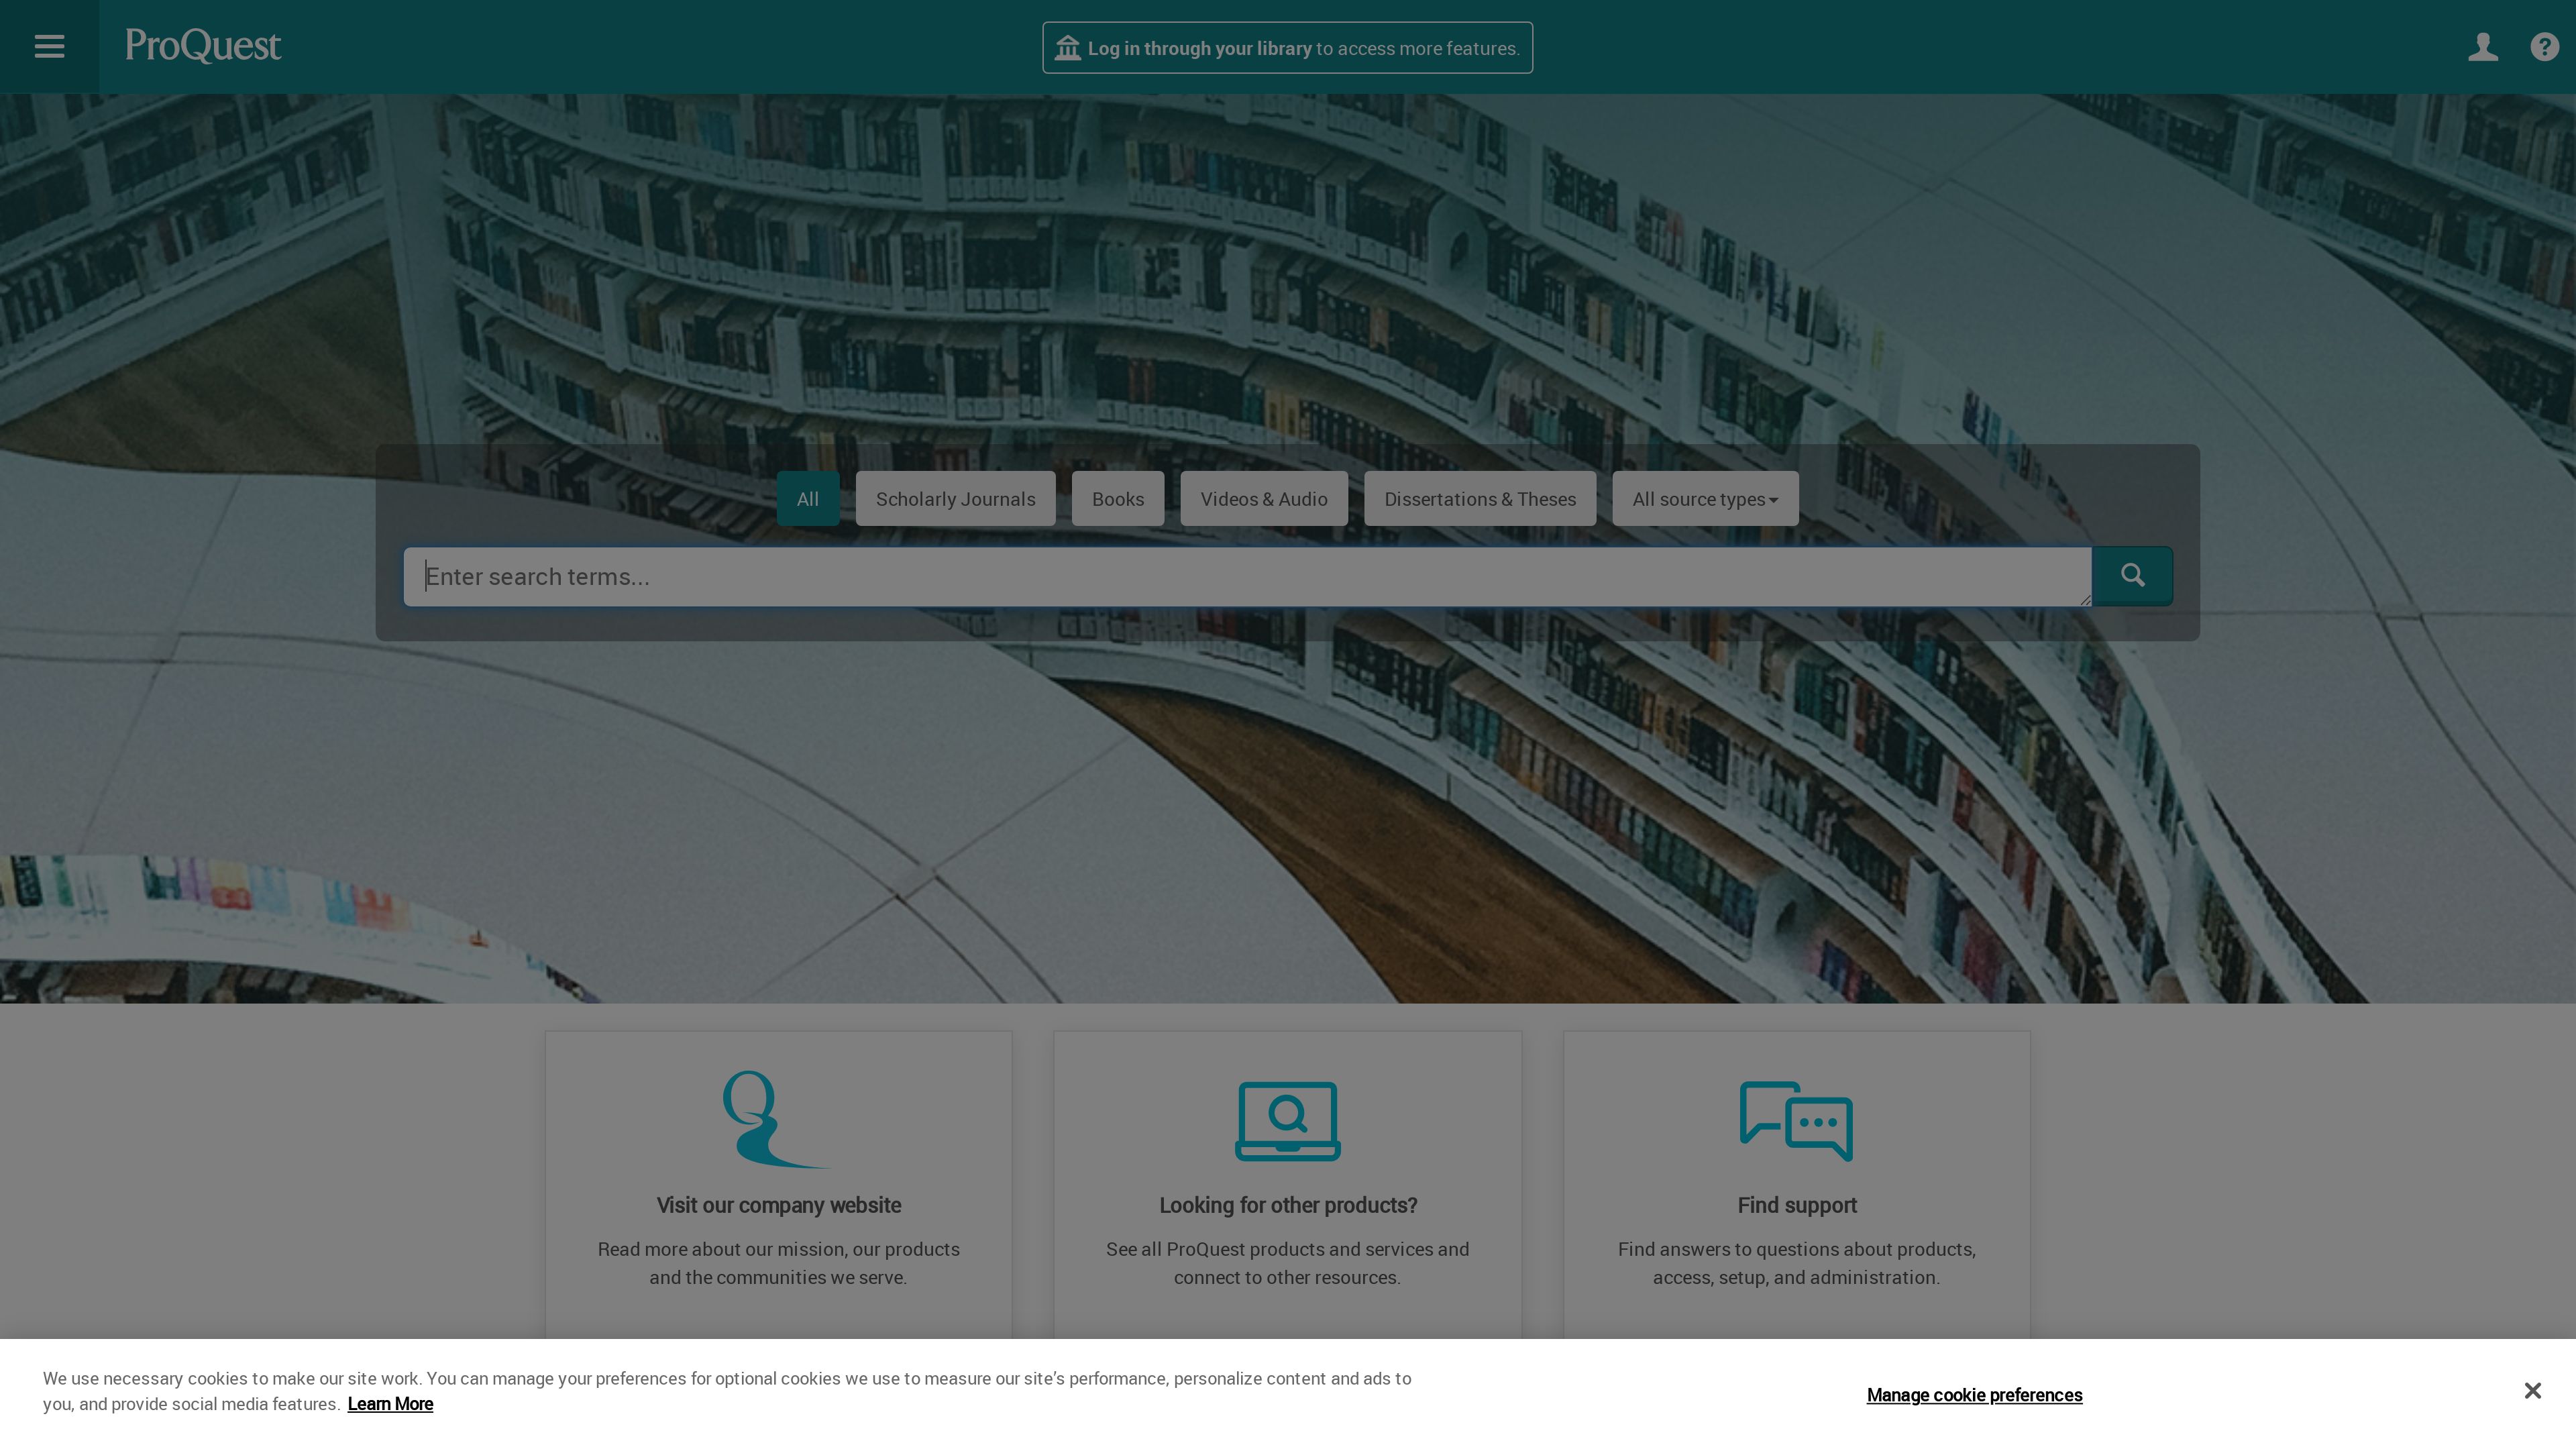 ProQuest
Log in through your library to access more features.
All
Scholarly Journals
Books
Videos & Audio
Dissertations & Theses
All source types
Enter search terms...
Visit our company website
Read more about our mission, our products
and the communities we serve.
Looking for other products?
See all ProQuest products and services and
connect to other resources.
Find support
Find answers to questions about products,
access, setup, and administration.
We use necessary cookies to make our site work. You can manage your preferences for optional cookies we use to measure our site’s performance, personalize content and ads to
you, and provide social media features. Learn More
Manage cookie preferences